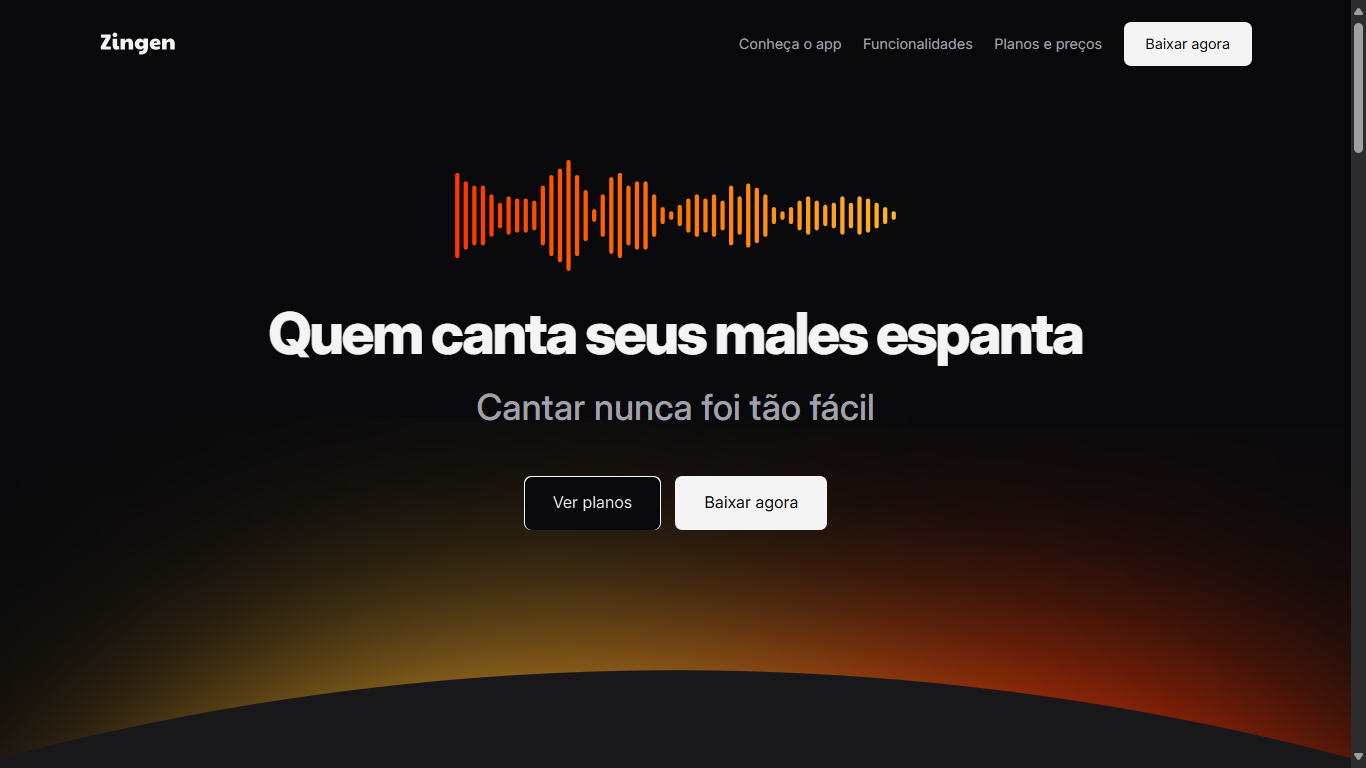 Zingen
Conheça o app
Funcionalidades
Planos e preços
Baixar agora
Quem canta seus males espanta
Cantar nunca foi tão fácil
Ver planos
Baixar agora